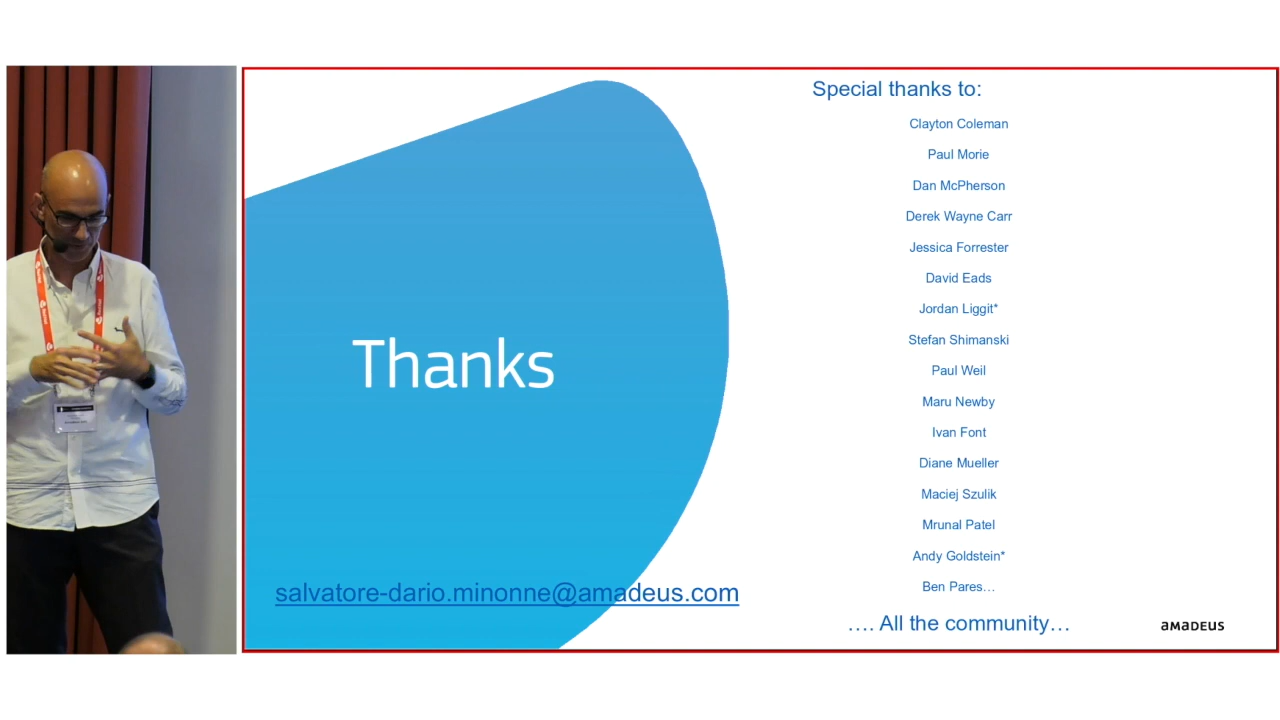 Special thanks to:
Clayton Coleman
Paul Morie
Dan McPherson
Derek Wayne Carr
Jessica Forrester
David Eads
Jordan Liggit*
Stefan Shimanski
Paul Weil
Maru Newby
Ivan Font
Diane Mueller
Maciej Szulik
Mrunal Patel
Andy Goldstein*
Ben Pares…
…. All the community…
Thanks
salvatore-dario.minonne@amadeus.com
amadeus